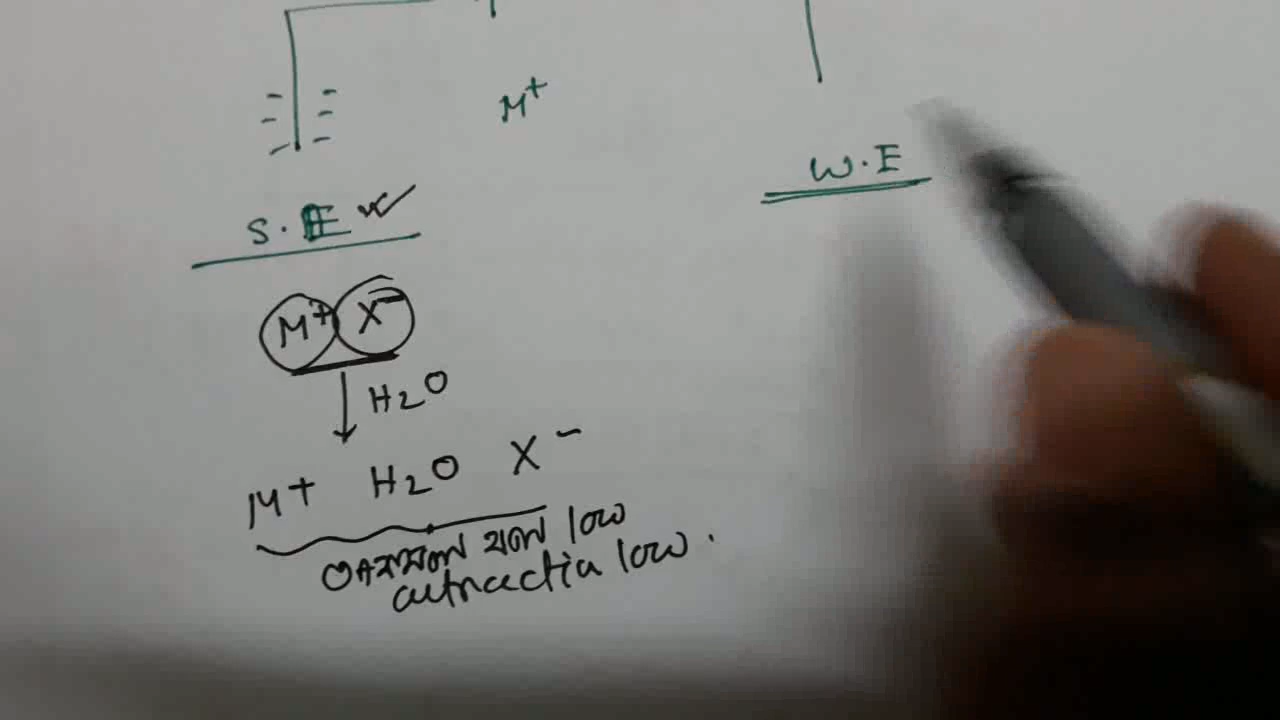 M+
W.E
S.E
M+ X-
H2O
M+ H2O X-
low
attraction low.